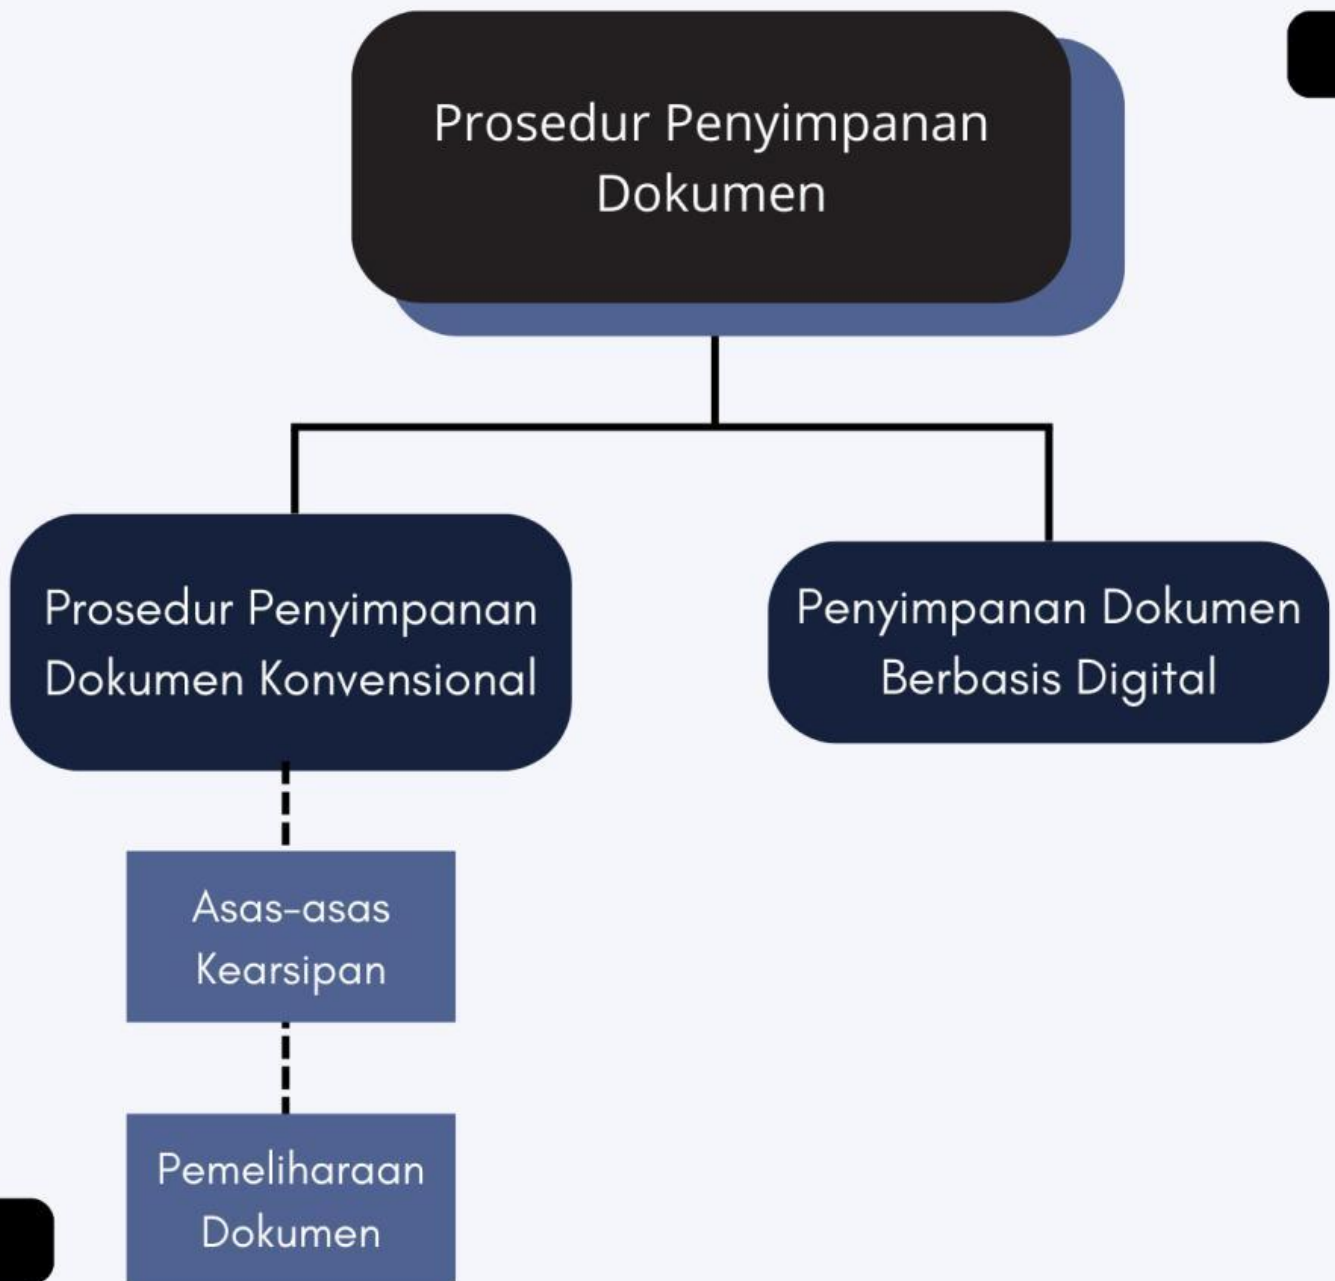 Prosedur Penyimpanan
Dokumen
Prosedur Penyimpanan
Dokumen Konvensional
Penyimpanan Dokumen
Berbasis Digital
Asas-asas
Kearsipan
Pemeliharaan
Dokumen